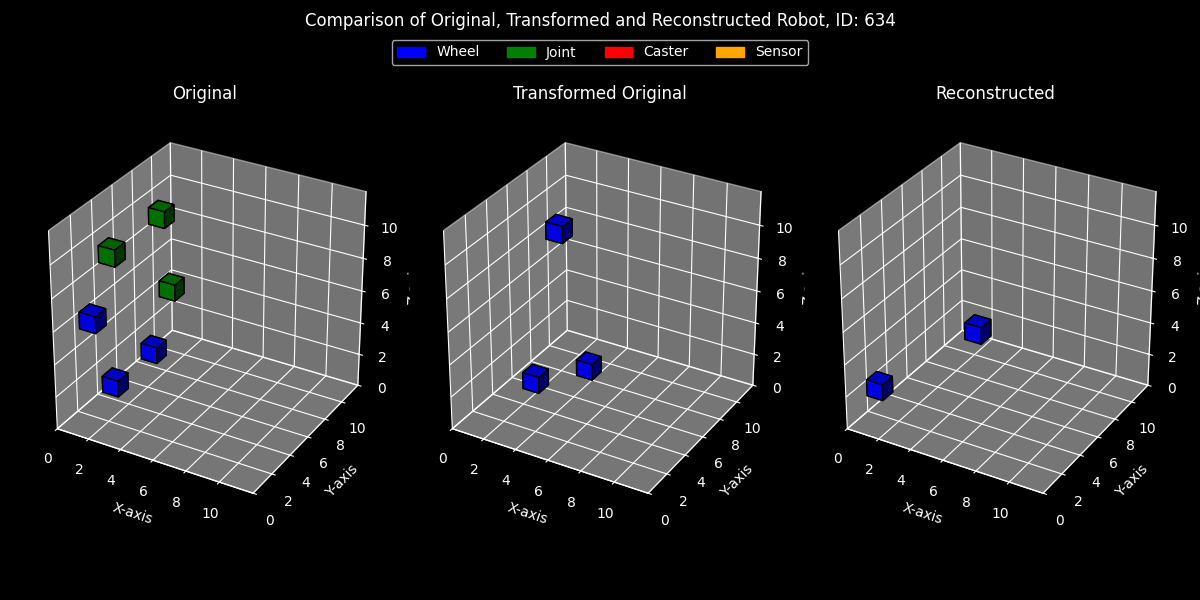 Comparison of Original, Transformed and Reconstructed Robot, ID: 634
Wheel Joint Caster Sensor
Original Transformed Original Reconstructed
10 10 10
8 8 8
6 6 6
4 4 4
2 2 2
0 0 0
10 10 10
8 8 8
6 6 6
4 4 4
2 2 2
0 0 0
0 2 4 6 8 10 0 2 4 6 8 10 0 2 4 6 8 10
X-axis Y-axis X-axis Y-axis X-axis Y-axis